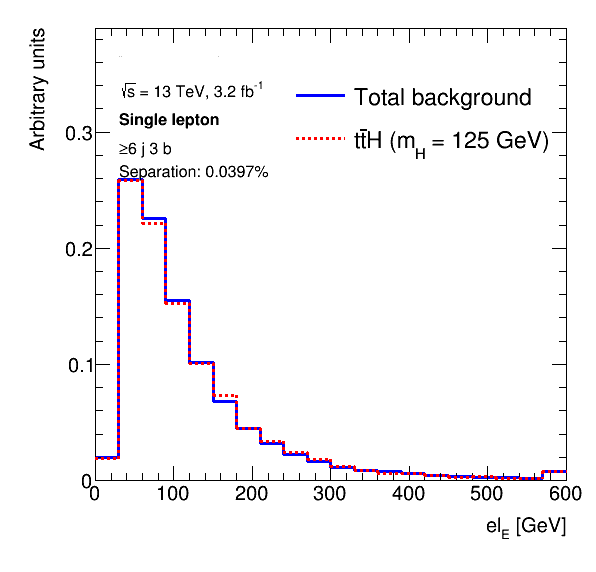 Arbitrary units
√s = 13 TeV, 3.2 fb⁻¹
Single lepton
≥6 j 3 b
Separation: 0.0397%
Total background
tt̄H (m_H = 125 GeV)
0.3
0.2
0.1
0
0 100 200 300 400 500 600
el_E [GeV]